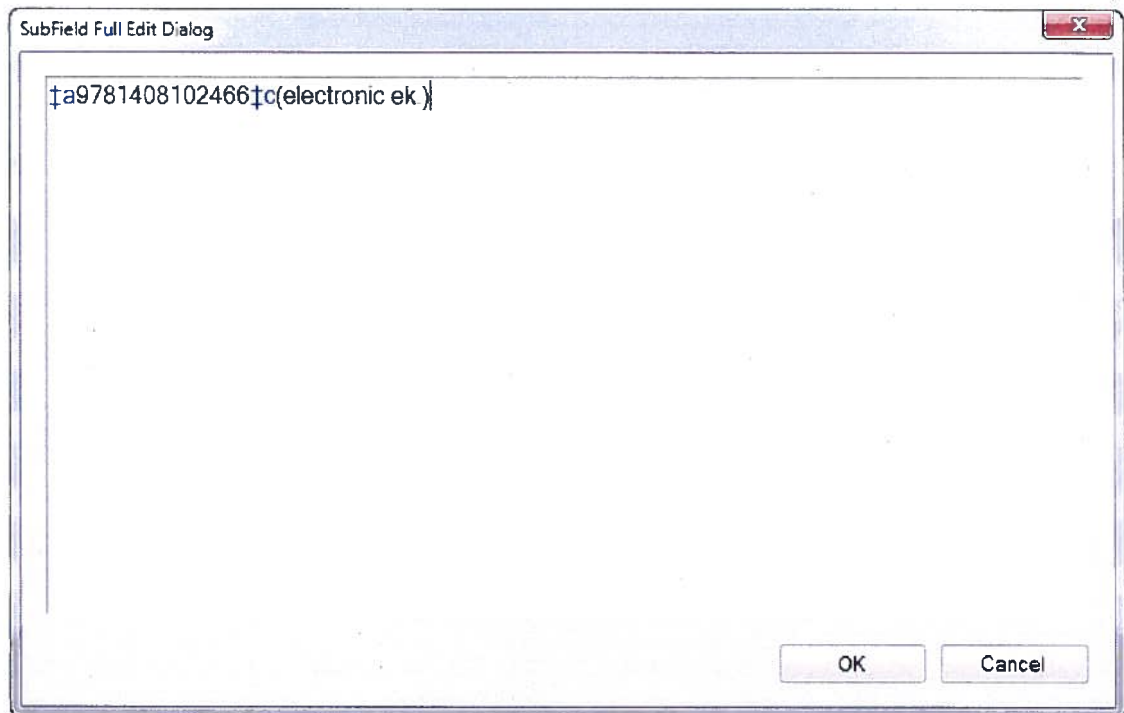 SubField Full Edit Dialog
X
‡a9781408102466‡c(electronic ek.)
OK
Cancel